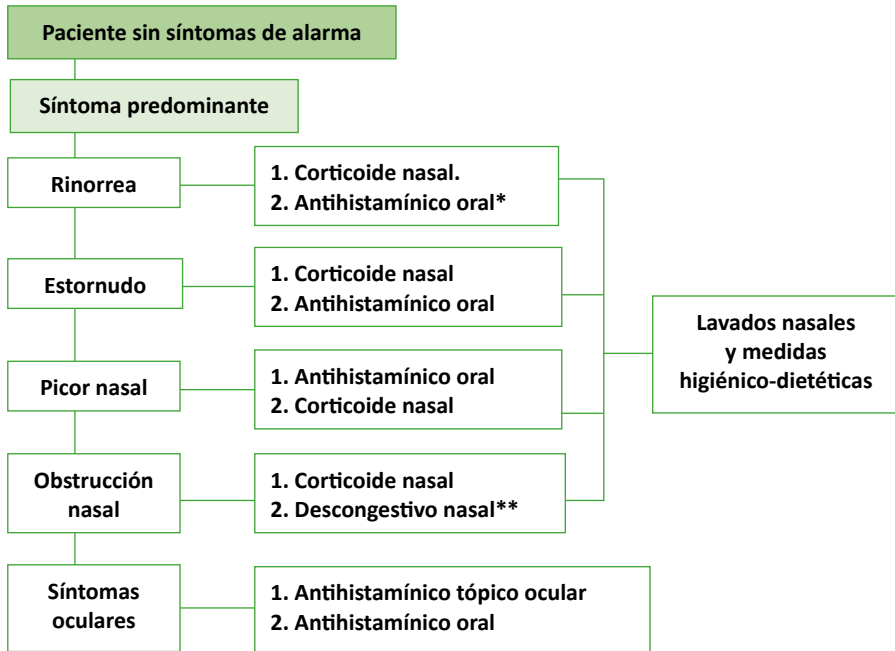 Paciente sin síntomas de alarma
Síntoma predominante
Rinorrea
1. Corticoide nasal.
2. Antihistamínico oral*
Estornudo
1. Corticoide nasal
2. Antihistamínico oral
Picor nasal
1. Antihistamínico oral
2. Corticoide nasal
Obstrucción
nasal
1. Corticoide nasal
2. Descongestivo nasal**
Síntomas
oculares
1. Antihistamínico tópico ocular
2. Antihistamínico oral
Lavados nasales
y medidas
higiénico-dietéticas